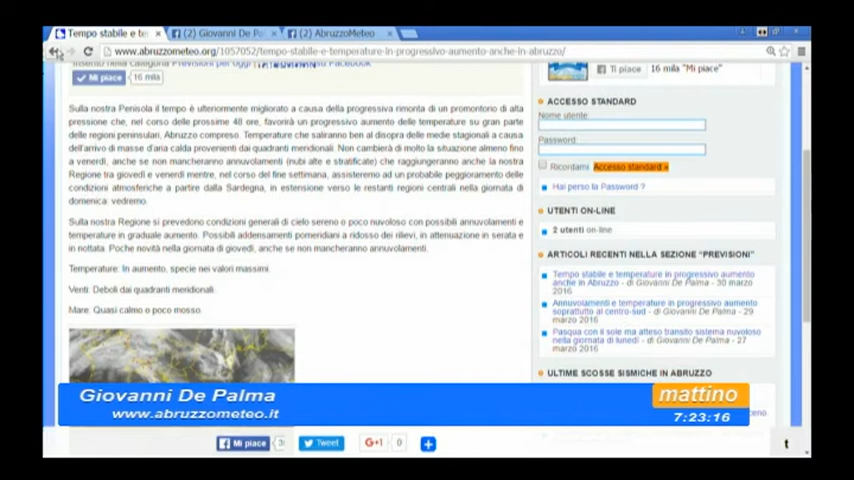 Tempo stabile e te
(2) Giovanni De Pa
(2) AbruzzoMeteo
www.abruzzometeo.org/1057052/tempo-stabile-e-temperature-in-progressivo-aumento-anche-in-abruzzo/
Inserito nella categoria Previsioni per oggi
su Facebook
Mi piace
16 mila
Sulla nostra Penisola il tempo è ulteriormente migliorato a causa della progressiva rimonta di un promontorio di alta
pressione che, nel corso delle prossime 48 ore, favorirà un progressivo aumento delle temperature su gran parte
delle regioni peninsulari, Abruzzo compreso. Temperature che saliranno ben al disopra delle medie stagionali a causa
dell'arrivo di masse d'aria calda provenienti dai quadranti meridionali. Non cambierà di molto la situazione almeno fino
a venerdì, anche se non mancheranno annuvolamenti (nubi alte e stratificate) che raggiungeranno anche la nostra
Regione tra giovedì e venerdì mentre, nel corso del fine settimana, assisteremo ad un probabile peggioramento delle
condizioni atmosferiche a partire dalla Sardegna, in estensione verso le restanti regioni centrali nella giornata di
domenica: vedremo.
Sulla nostra Regione si prevedono condizioni generali di cielo sereno o poco nuvoloso con possibili annuvolamenti e
temperature in graduale aumento. Possibili addensamenti pomeridiani a ridosso dei rilievi, in attenuazione in serata e
in nottata. Poche novità nella giornata di giovedì, anche se non mancheranno annuvolamenti.
Temperature: In aumento, specie nei valori massimi.
Venti: Deboli dai quadranti meridionali.
Mare: Quasi calmo o poco mosso.
Ti piace
16 mila "Mi piace"
ACCESSO STANDARD
Nome utente:
Password:
Ricordami
Accesso standard »
Hai perso la Password ?
UTENTI ON-LINE
2 utenti on-line
ARTICOLI RECENTI NELLA SEZIONE "PREVISIONI"
Tempo stabile e temperature in progressivo aumento
anche in Abruzzo - di Giovanni De Palma - 30 marzo
2016
Annuvolamenti e temperature in progressivo aumento
soprattutto al centro-sud - di Giovanni De Palma - 29
marzo 2016
Pasqua con il sole ma atteso transito sistema nuvoloso
nella giornata di lunedì - di Giovanni De Palma - 27
marzo 2016
ULTIME SCOSSE SISMICHE IN ABRUZZO
Giovanni De Palma
www.abruzzometeo.it
mattino
7:23:16
Mi piace
Tweet
G+1
0
t